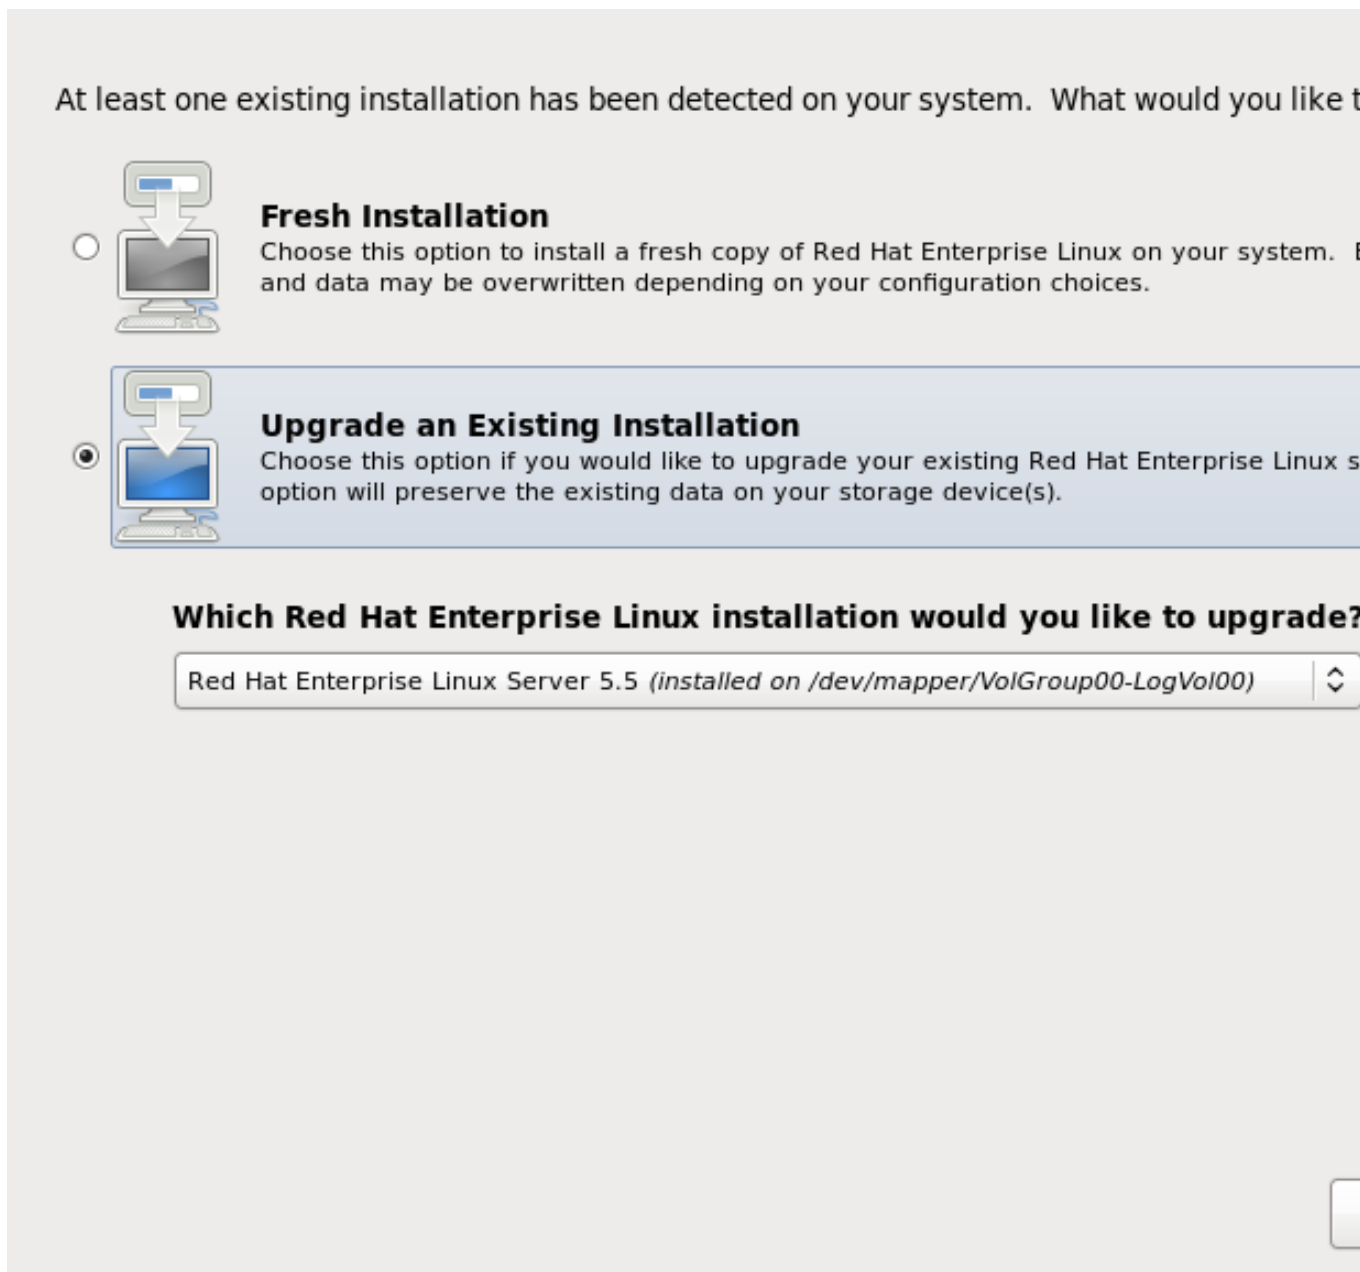 At least one existing installation has been detected on your system.  What would you like
Fresh Installation
Choose this option to install a fresh copy of Red Hat Enterprise Linux on your system.
and data may be overwritten depending on your configuration choices.
Upgrade an Existing Installation
Choose this option if you would like to upgrade your existing Red Hat Enterprise Linux
option will preserve the existing data on your storage device(s).
Which Red Hat Enterprise Linux installation would you like to upgrade?
Red Hat Enterprise Linux Server 5.5 (installed on /dev/mapper/VolGroup00-LogVol00)